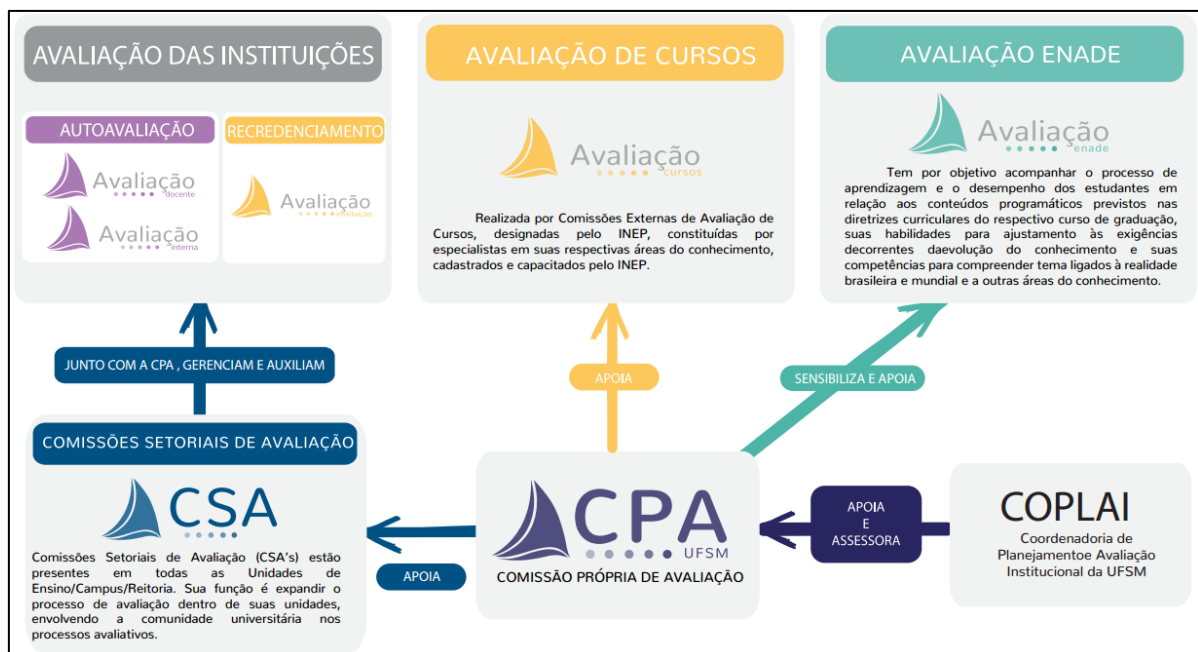 AVALIAÇÃO DAS INSTITUIÇÕES
AUTOAVALIAÇÃO
Avaliação
docente
Avaliação
interna
RECREDENCIAMENTO
Avaliação
instituição
AVALIAÇÃO DE CURSOS
Avaliação
cursos
Realizada por Comissões Externas de Avaliação de
Cursos, designadas pelo INEP, constituídas por
especialistas em suas respectivas áreas do conhecimento,
cadastrados e capacitados pelo INEP.
AVALIAÇÃO ENADE
Avaliação
enade
Tem por objetivo acompanhar o processo de
aprendizagem e o desempenho dos estudantes em
relação aos conteúdos programáticos previstos nas
diretrizes curriculares do respectivo curso de graduação,
suas habilidades para ajustamento às exigências
decorrentes daevolução do conhecimento e suas
competências para compreender tema ligados à realidade
brasileira e mundial e a outras áreas do conhecimento.
JUNTO COM A CPA , GERENCIAM E AUXILIAM
APOIA
SENSIBILIZA E APOIA
COMISSÕES SETORIAIS DE AVALIAÇÃO
CSA
Comissões Setoriais de Avaliação (CSA's) estão
presentes em todas as Unidades de
Ensino/Campus/Reitoria. Sua função é expandir o
processo de avaliação dentro de suas unidades,
envolvendo a comunidade universitária nos
processos avaliativos.
APOIA
CPA
UFSM
COMISSÃO PRÓPRIA DE AVALIAÇÃO
APOIA
E
ASSESSORA
COPLAI
Coordenadoria de
Planejamentoe Avaliação
Institucional da UFSM